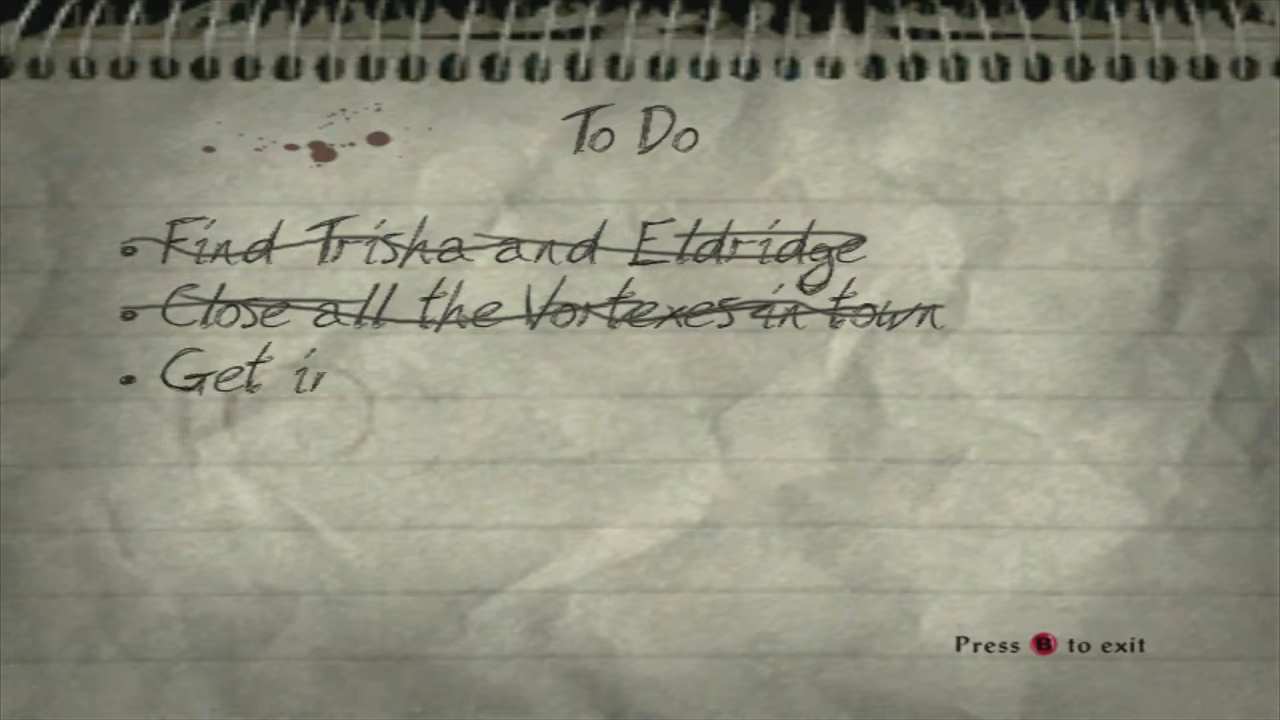 To Do
• Find Trisha and Eldridge
• Close all the Vortexes in town
• Get
Press B to exit